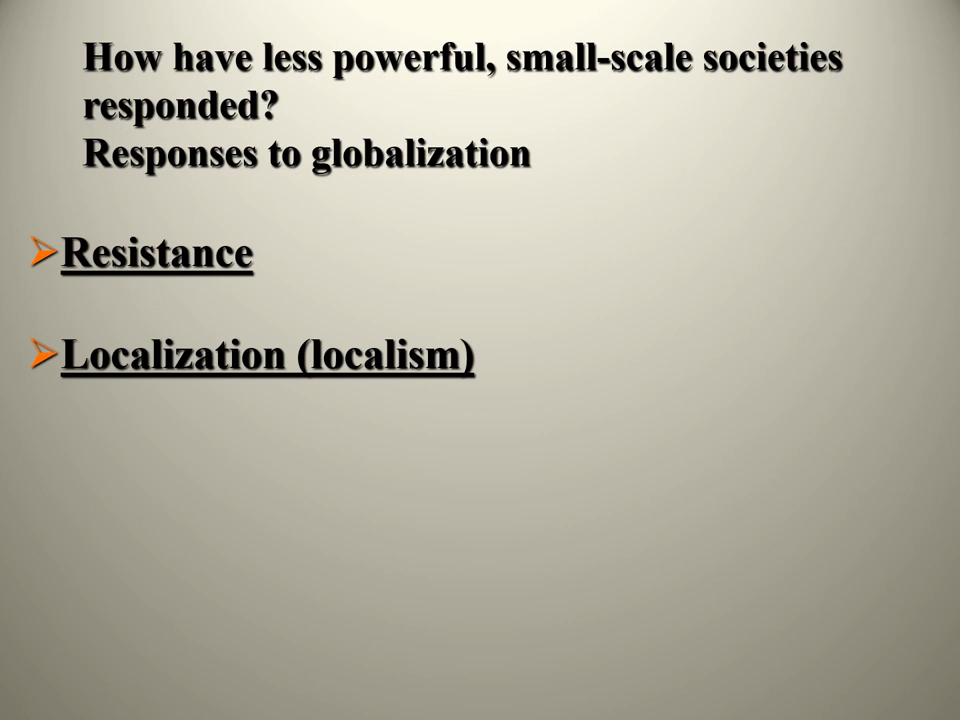 How have less powerful, small-scale societies
responded?
Responses to globalization
Resistance
Localization (localism)